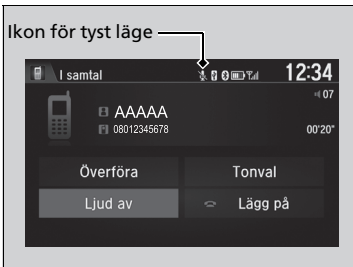 Ikon för tyst läge
I samtal 12:34
07
AAAAA
08012345678 00'20"
Överföra Tonval
Ljud av Lägg på